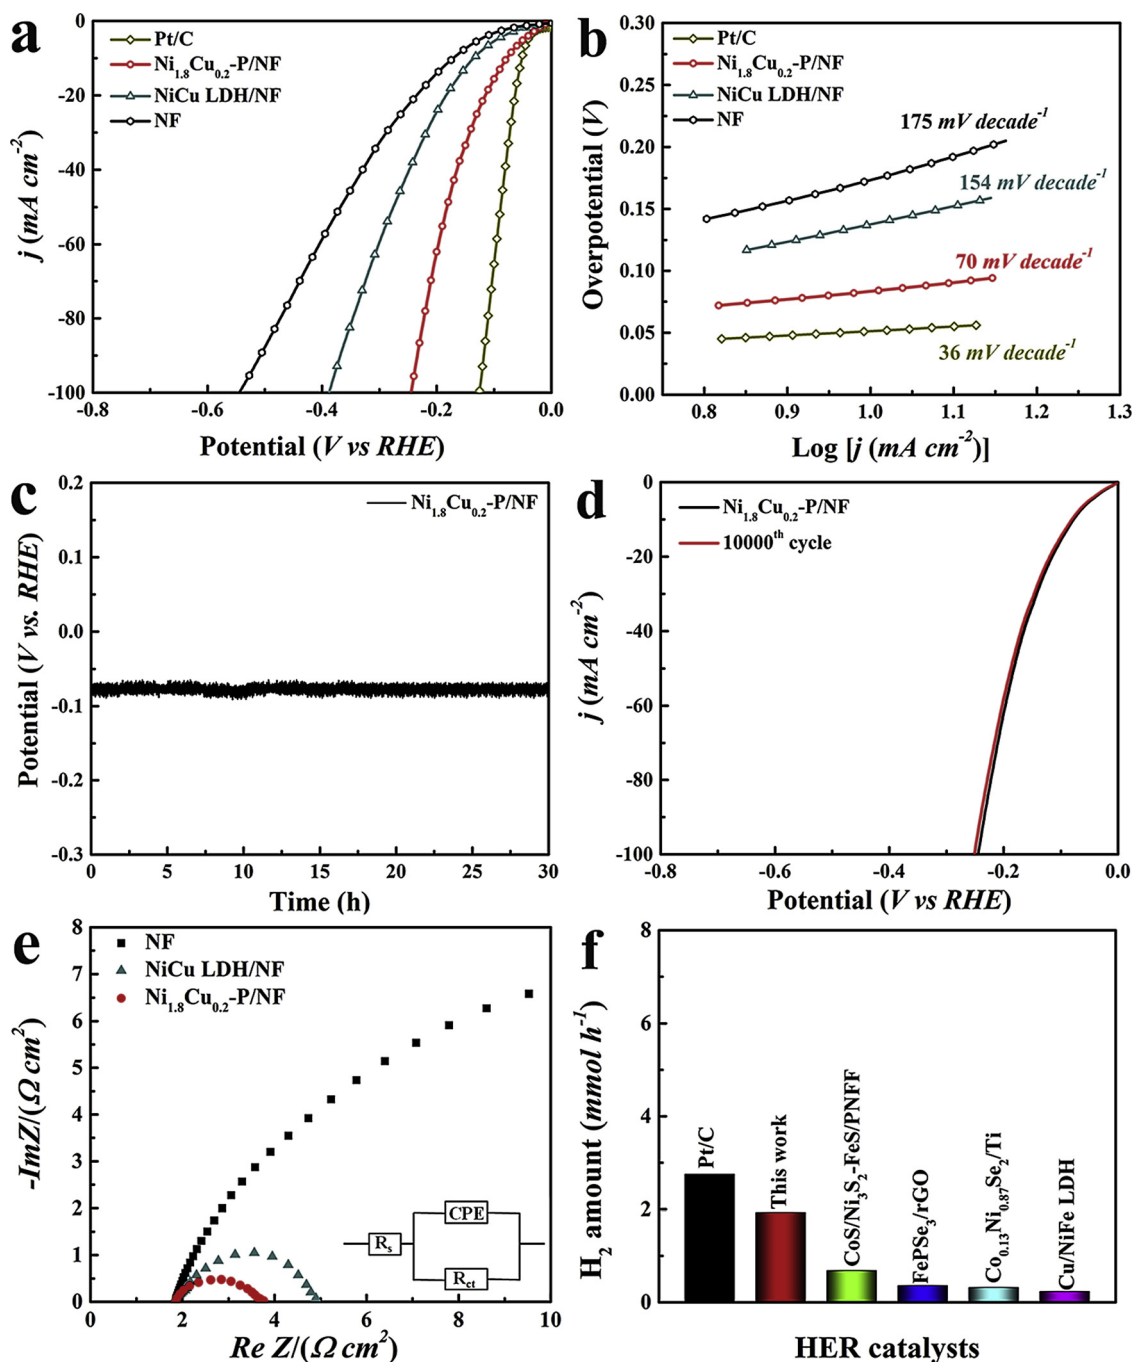 a
Pt/C
Ni1.8Cu0.2-P/NF
NiCu LDH/NF
NF
0
-20
-40
-60
-80
-100
j (mA cm-2)
-0.8
-0.6
-0.4
-0.2
0.0
Potential (V vs RHE)
b
Pt/C
Ni1.8Cu0.2-P/NF
NiCu LDH/NF
NF
175 mV decade-1
154 mV decade-1
70 mV decade-1
36 mV decade-1
0.30
0.25
0.20
0.15
0.10
0.05
0.00
Overpotential (V)
0.8
0.9
1.0
1.1
1.2
1.3
Log [j (mA cm-2)]
c
Ni1.8Cu0.2-P/NF
0.2
0.1
0.0
-0.1
-0.2
-0.3
Potential (V vs. RHE)
0
5
10
15
20
25
30
Time (h)
d
Ni1.8Cu0.2-P/NF
10000th cycle
0
-20
-40
-60
-80
-100
j (mA cm-2)
-0.8
-0.6
-0.4
-0.2
0.0
Potential (V vs RHE)
e
NF
NiCu LDH/NF
Ni1.8Cu0.2-P/NF
8
7
6
5
4
3
2
1
0
-ImZ/(Ω cm2)
CPE
Rs
Rct
0
2
4
6
8
10
Re Z/(Ω cm2)
f
8
6
4
2
0
H2 amount (mmol h-1)
Pt/C
This work
CoS/Ni3S2-FeS/PNFF
FePSe3/rGO
Co0.13Ni0.87Se2/Ti
Cu/NiFe LDH
HER catalysts